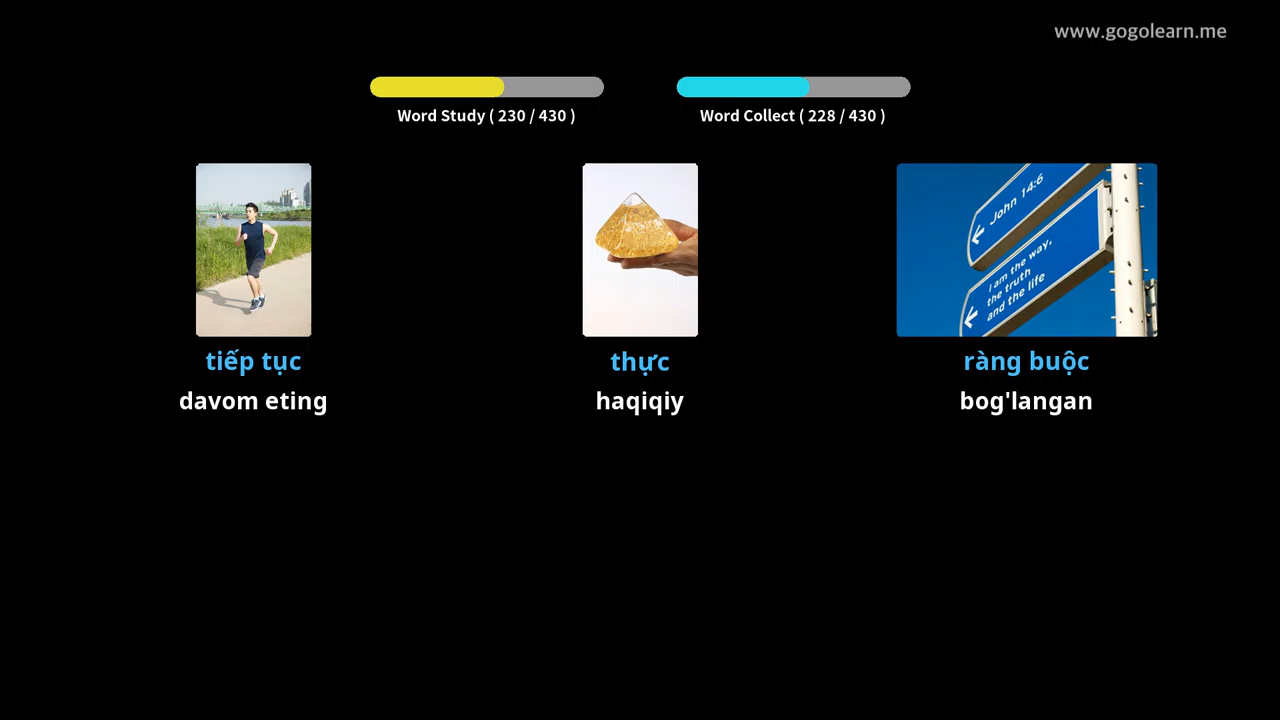 www.gogolearn.me
Word Study ( 230 / 430 )
Word Collect ( 228 / 430 )
John 14:6
I am the way,
the truth
and the life
tiếp tục
thực
ràng buộc
davom eting
haqiqiy
bog'langan